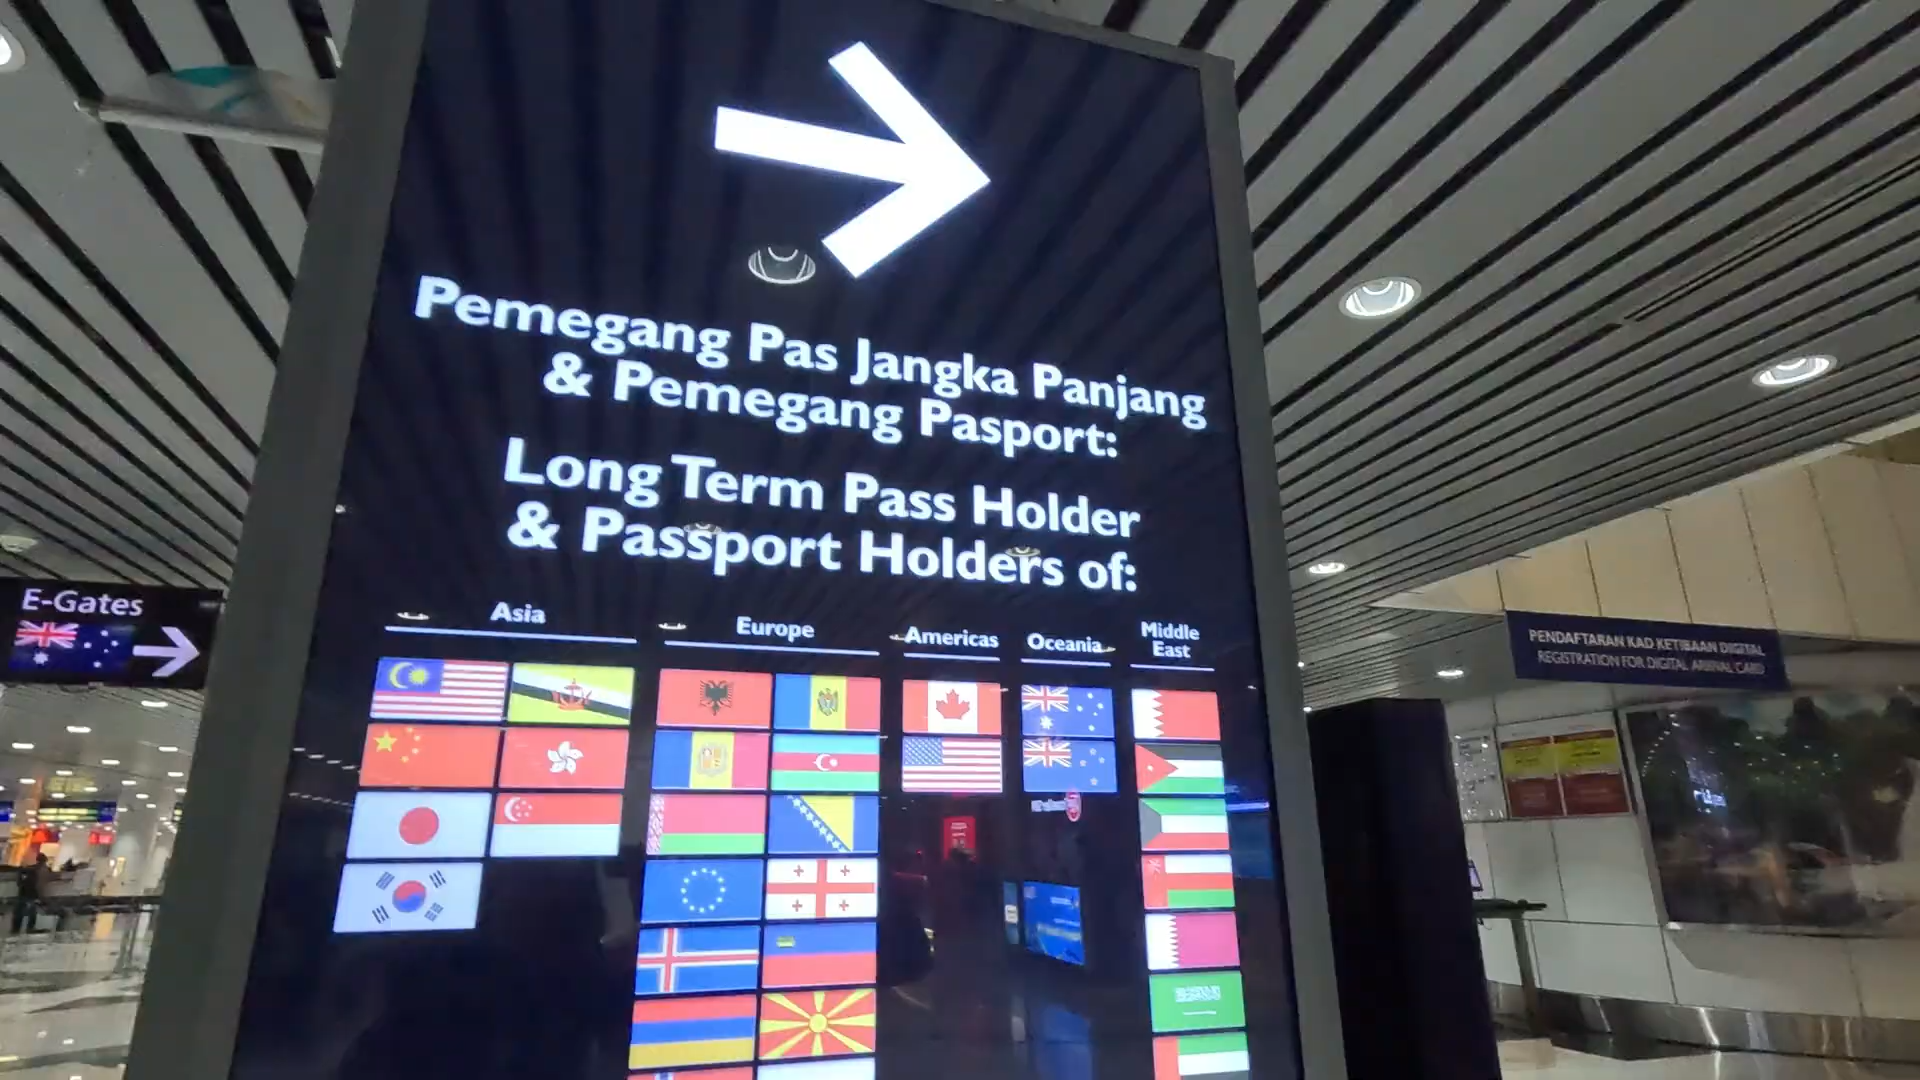 Pemegang Pas Jangka Panjang
& Pemegang Pasport:
Long Term Pass Holder
& Passport Holders of:
Asia
Europe
Americas
Oceania
Middle
East
E-Gates
PENDAFTARAN KAD KETIBAAN DIGITAL
REGISTRATION FOR DIGITAL ARRIVAL CARD